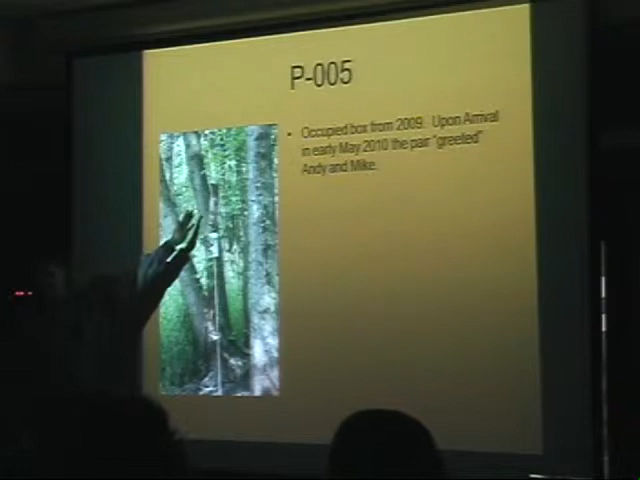 P-005
Occupied box from 2009. Upon Arrival
in early May 2010 the pair "greeted"
Andy and Mike.